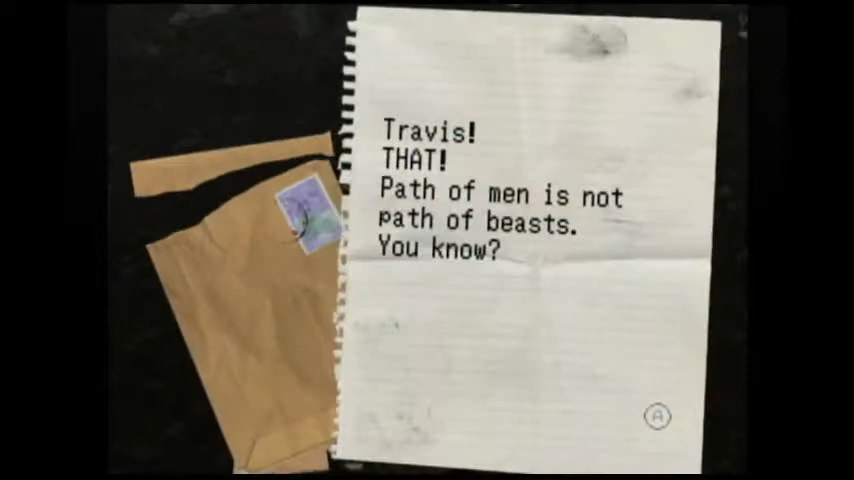 Travis!
THAT!
Path of men is not
path of beasts.
You know?
A